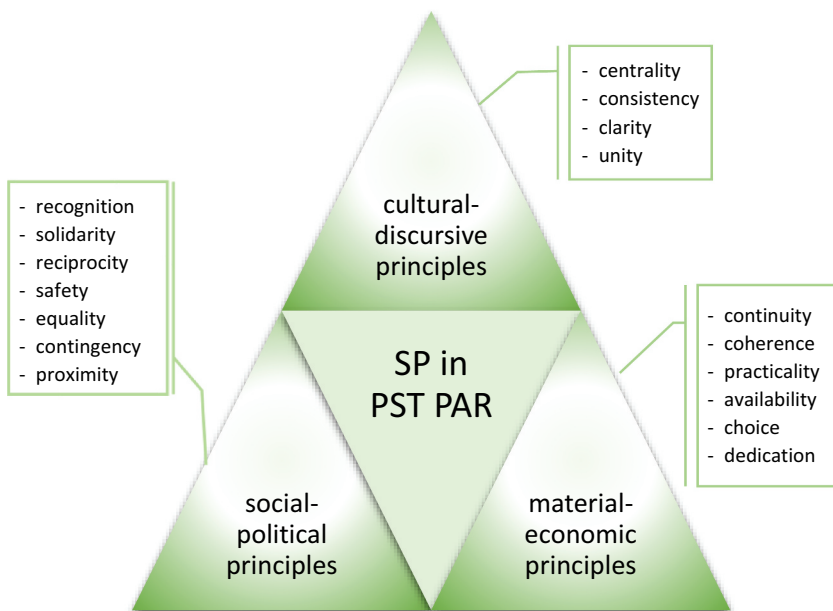 - centrality
- consistency
- clarity
- unity
cultural-
discursive
principles
- recognition
- solidarity
- reciprocity
- safety
- equality
- contingency
- proximity
SP in
PST PAR
- continuity
- coherence
- practicality
- availability
- choice
- dedication
social-
political
principles
material-
economic
principles